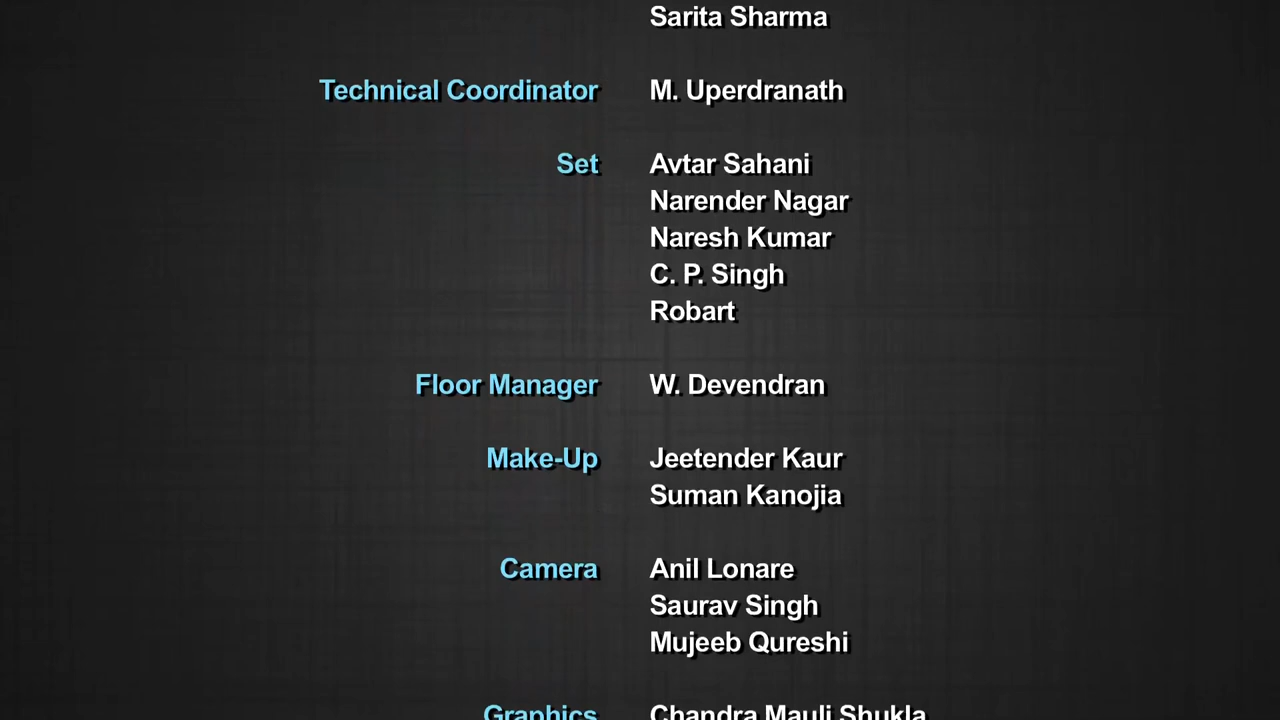 Sarita Sharma
Technical Coordinator M. Uperdranath
Set Avtar Sahani
Narender Nagar
Naresh Kumar
C. P. Singh
Robart
Floor Manager W. Devendran
Make-Up Jeetender Kaur
Suman Kanojia
Camera Anil Lonare
Saurav Singh
Mujeeb Qureshi
Graphics Chandra Mauli Shukla